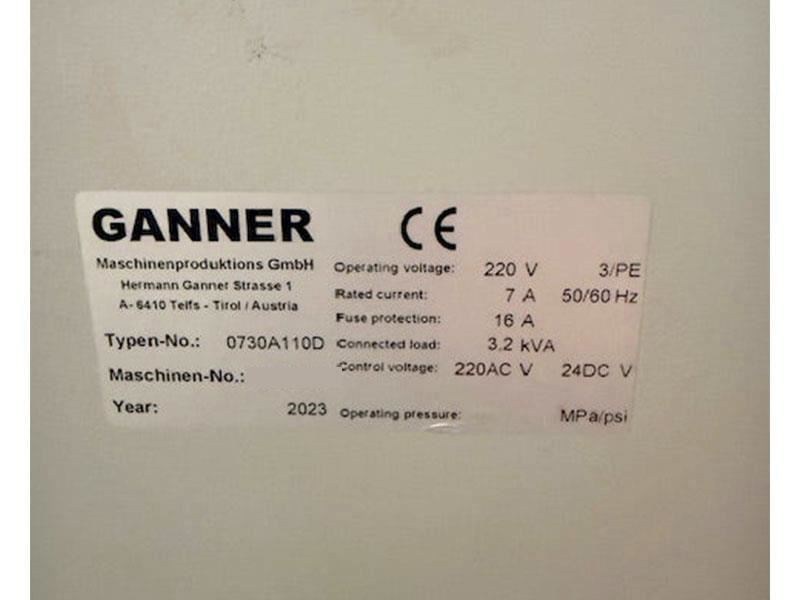 GANNER CE
Maschinenproduktions GmbH
Hermann Ganner Strasse 1
A- 6410 Telfs - Tirol / Austria
Typen-No.: 0730A110D
Maschinen-No.:
Year: 2023
Operating voltage: 220 V 3/PE
Rated current: 7 A 50/60 Hz
Fuse protection: 16 A
Connected load: 3.2 kVA
Control voltage: 220AC V 24DC V
Operating pressure: MPa/psi